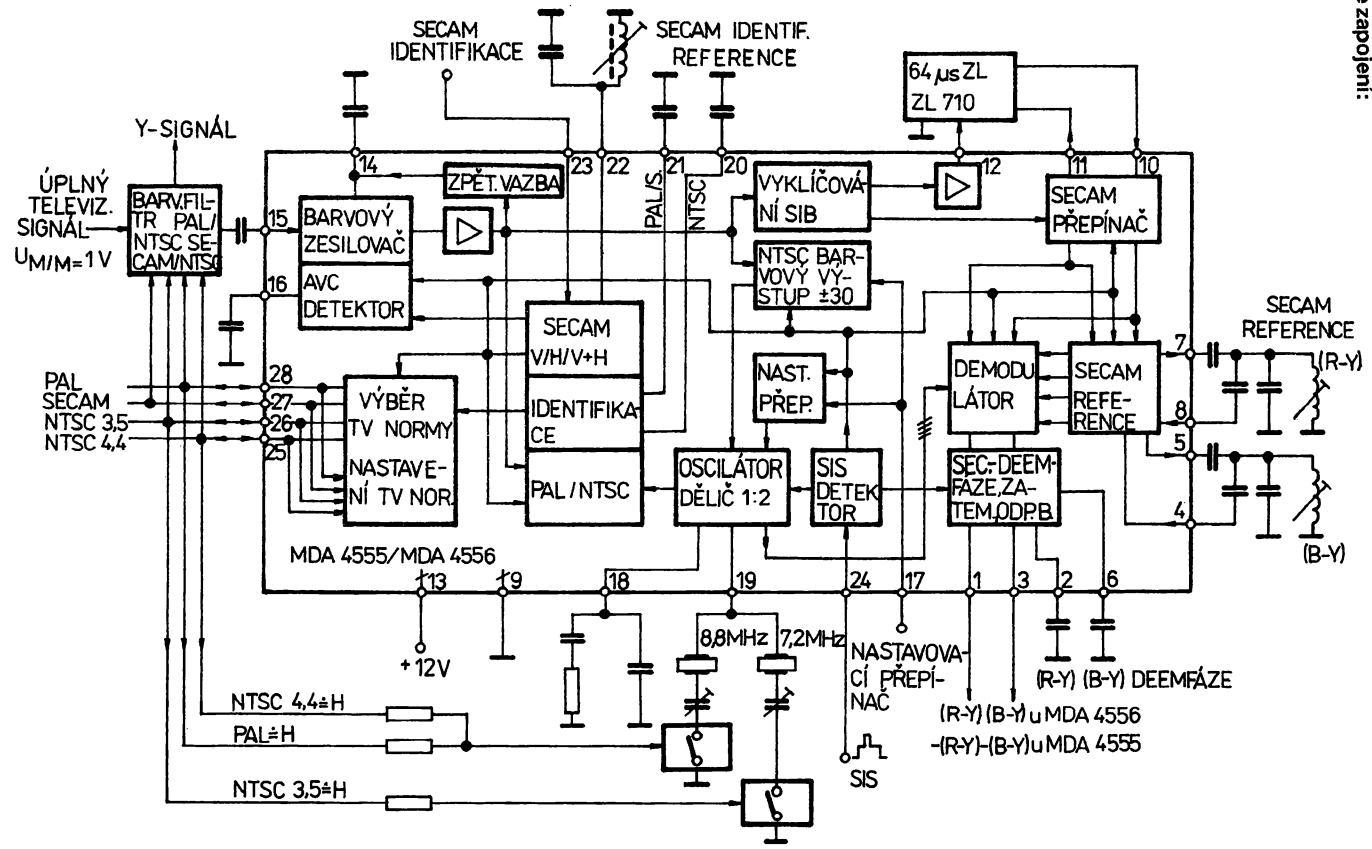 e zapojení:
SECAM
IDENTIFIKACE
SECAM IDENTIF.
REFERENCE
64 µs ZL
ZL 710
Y-SIGNÁL
14
23
22
21
20
12
11
10
ÚPLNÝ
TELEVIZ.
SIGNÁL
UM/M=1V
BARV.FIL-
TR PAL/
NTSC SE-
CAM/NTSC
15
BARVOVÝ
ZESILOVAČ
ZPĚT. VAZBA
PAL/S.
NTSC
VYKLÍČOVÁ-
NÍ SIB
SECAM
PŘEPÍNAČ
16
AVC
DETEKTOR
NTSC BAR-
VOVÝ VÝ-
STUP ±30
SECAM
V/H/V+H
IDENTIFIKA-
CE
PAL/NTSC
SECAM
REFERENCE
(R-Y)
7
8
5
4
(B-Y)
PAL
SECAM
NTSC 3,5
NTSC 4,4
28
27
26
25
VÝBĚR
TV NORMY
NASTAVE-
NÍ TV NOR.
NAST.
PŘEP.
DEMODU
LÁTOR
SECAM
REFE-
RENCE
OSCILÁTOR
DĚLIČ 1:2
SIS
DETEK
TOR
SEC.-DEEM-
FÁZE, ZA-
TEM., ODP. B.
MDA 4555/MDA 4556
13
9
18
19
24
17
1
3
2
6
+12V
8,8MHz
7,2MHz
NASTAVOVA-
CÍ PŘEPÍ-
NAČ
(R-Y) (B-Y) DEEMFÁZE
(R-Y) (B-Y) u MDA 4556
-(R-Y)-(B-Y) u MDA 4555
SIS
NTSC 4,4≐H
PAL≐H
NTSC 3,5≐H